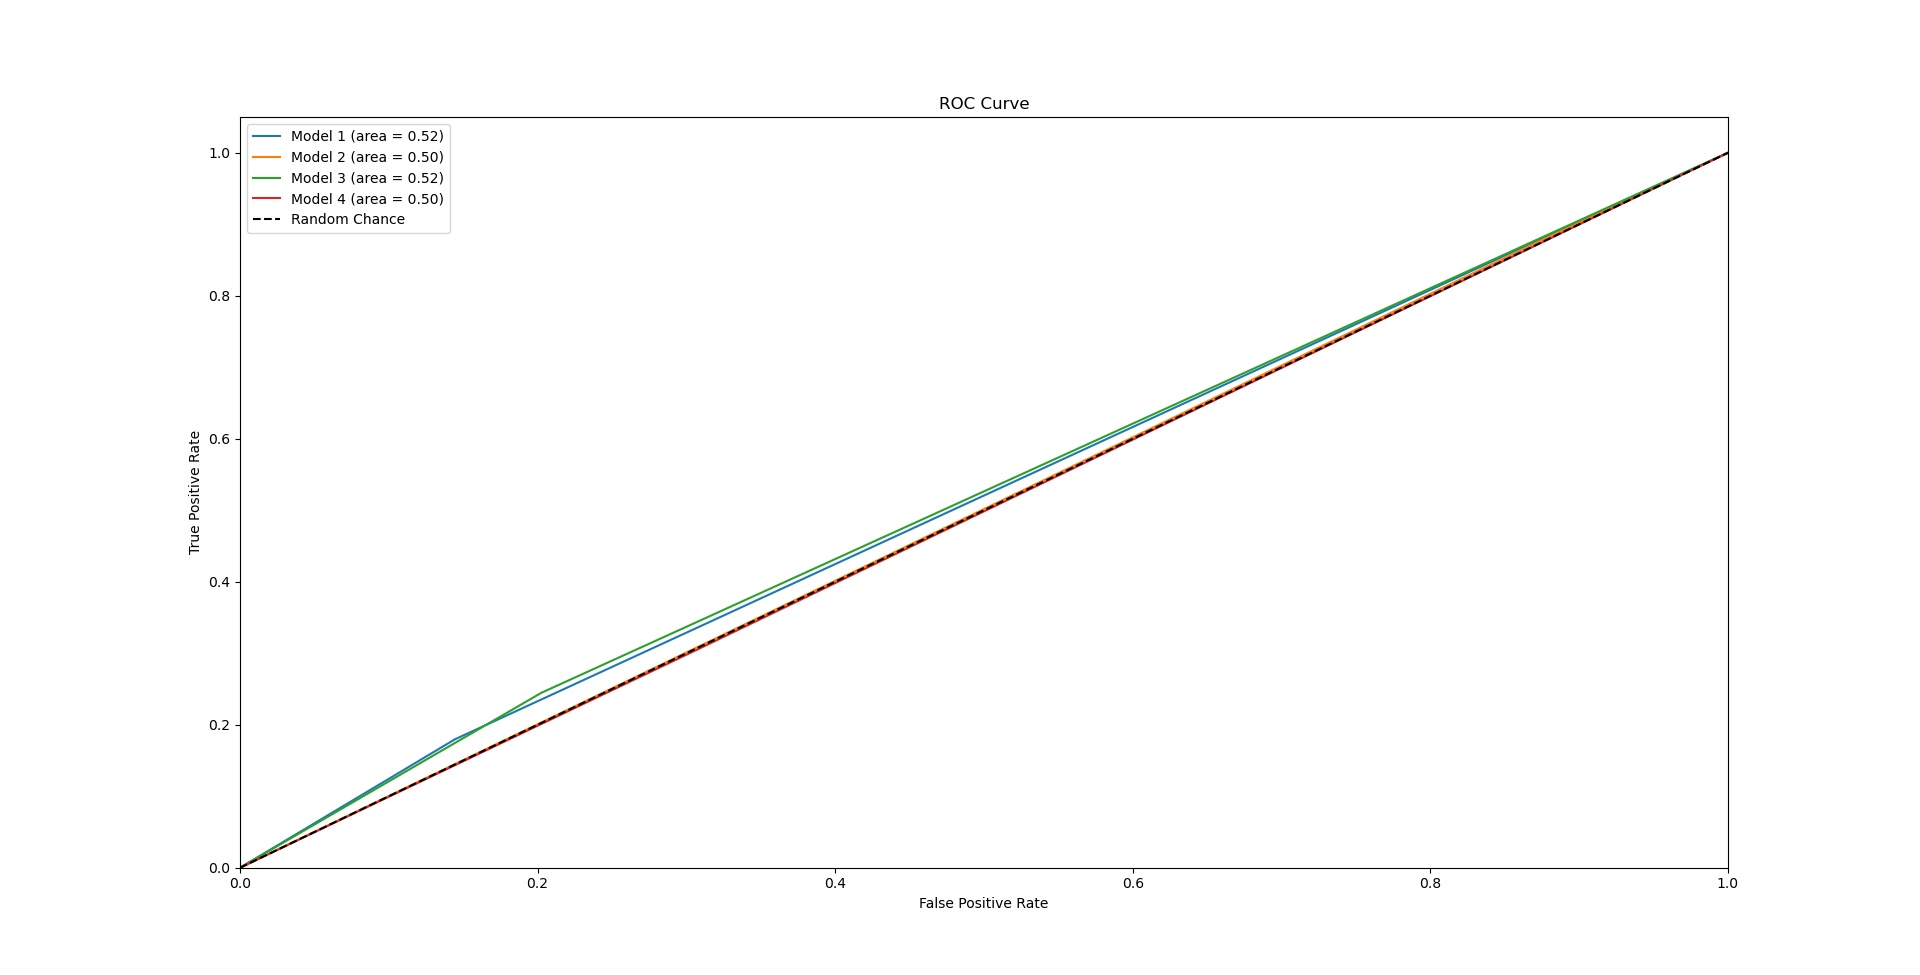 ROC Curve
Model 1 (area = 0.52)
Model 2 (area = 0.50)
Model 3 (area = 0.52)
Model 4 (area = 0.50)
Random Chance
True Positive Rate
1.0
0.8
0.6
0.4
0.2
0.0
0.0 0.2 0.4 0.6 0.8 1.0
False Positive Rate